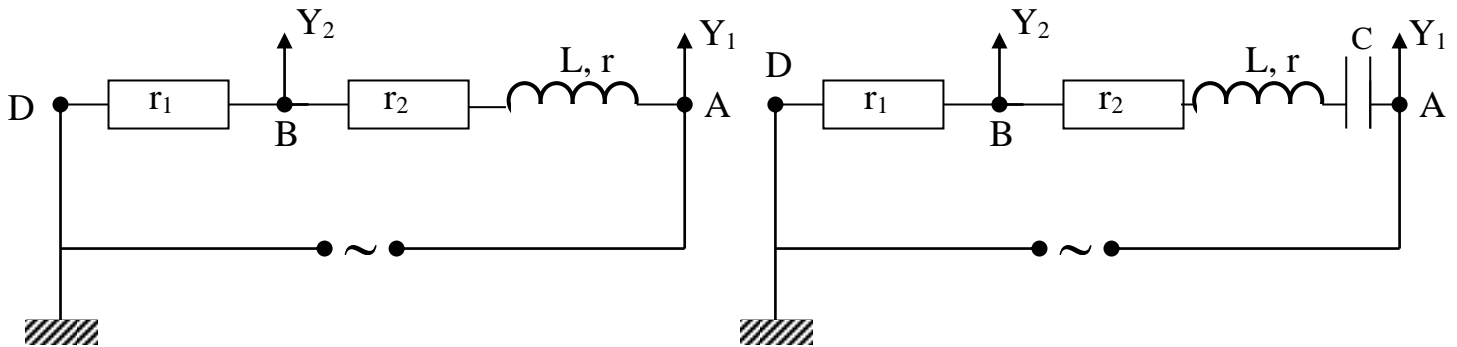 Y₂
Y₁
L, r
D
r₁
r₂
A
B
~
Y₂
C
Y₁
L, r
D
r₁
r₂
A
B
~